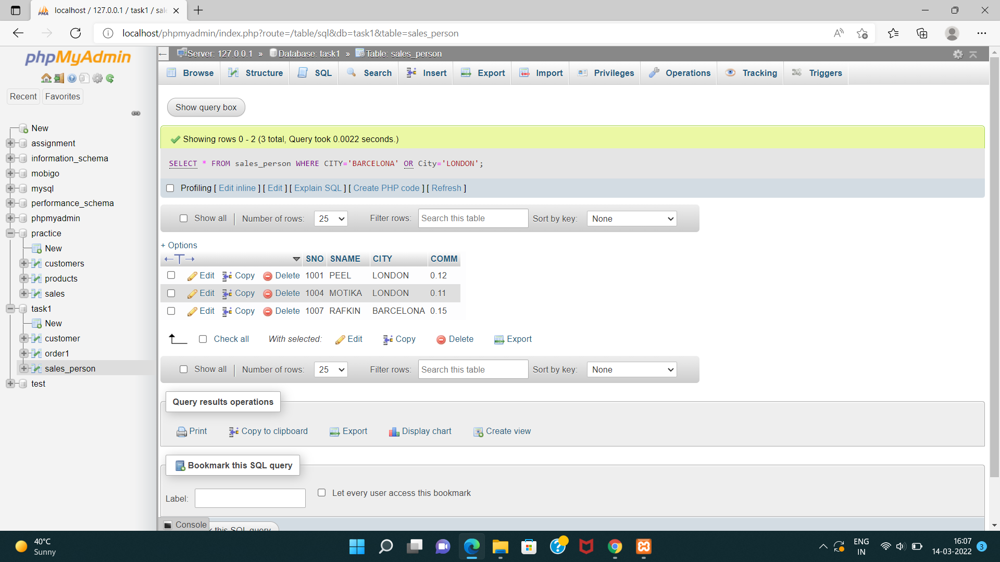 localhost / 127.0.0.1 / task1 / sale
localhost/phpmyadmin/index.php?route=/table/sql&db=task1&table=sales_person
phpMyAdmin
Recent Favorites
New
assignment
information_schema
mobigo
mysql
performance_schema
phpmyadmin
practice
New
customers
products
sales
task1
New
customer
order1
sales_person
test
Server: 127.0.0.1 » Database: task1 » Table: sales_person
Browse Structure SQL Search Insert Export Import Privileges Operations Tracking Triggers
Show query box
Showing rows 0 - 2 (3 total, Query took 0.0022 seconds.)
SELECT * FROM sales_person WHERE CITY='BARCELONA' OR City='LONDON';
Profiling [ Edit inline ] [ Edit ] [ Explain SQL ] [ Create PHP code ] [ Refresh ]
Show all | Number of rows: 25 Filter rows: Search this table Sort by key: None
+ Options
←T→ SNO SNAME CITY COMM
Edit Copy Delete 1001 PEEL LONDON 0.12
Edit Copy Delete 1004 MOTIKA LONDON 0.11
Edit Copy Delete 1007 RAFKIN BARCELONA 0.15
Check all With selected: Edit Copy Delete Export
Show all | Number of rows: 25 Filter rows: Search this table Sort by key: None
Query results operations
Print Copy to clipboard Export Display chart Create view
Bookmark this SQL query
Label: Let every user access this bookmark
Console
k this SQL query
40°C
Sunny
ENG
IN
16:07
14-03-2022
3